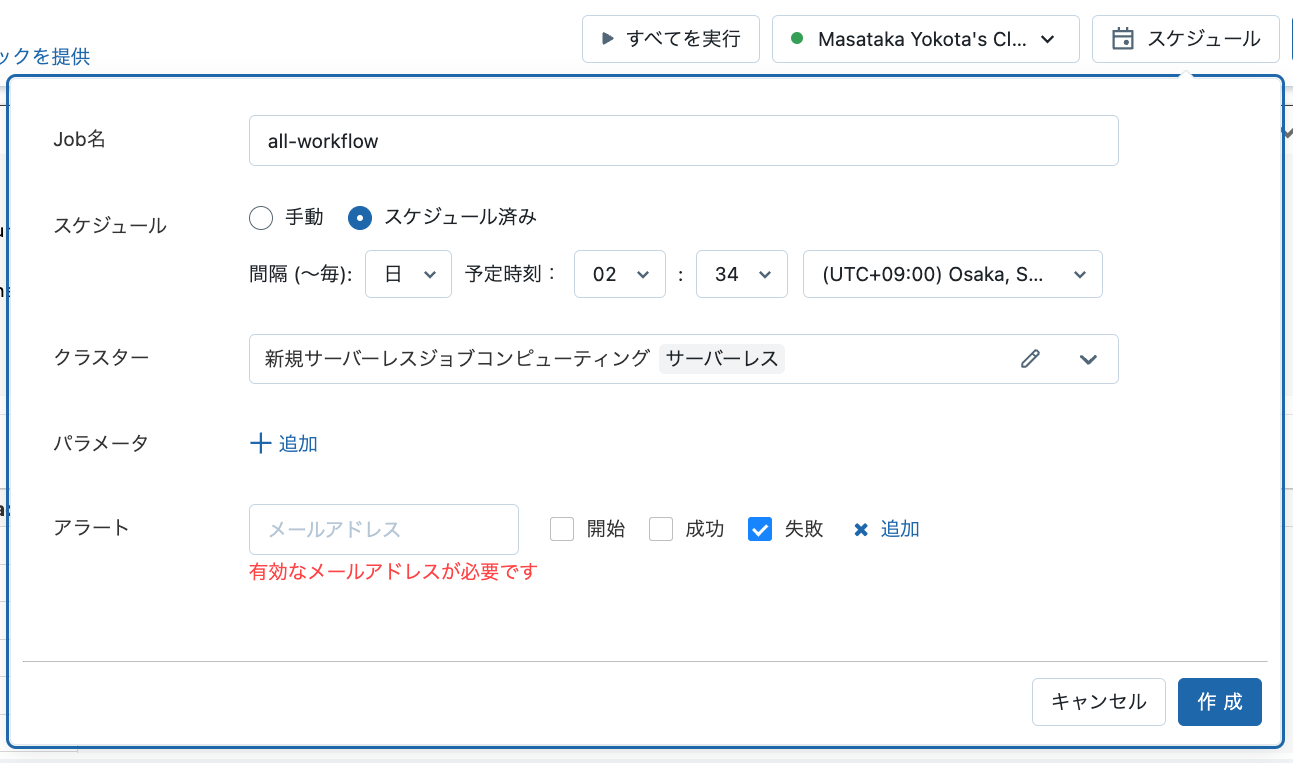 ックを提供
すべてを実行
Masataka Yokota's Cl...
スケジュール
Job名
all-workflow
スケジュール
手動
スケジュール済み
間隔 (〜毎):
日
予定時刻：
02
:
34
(UTC+09:00) Osaka, S...
クラスター
新規サーバーレスジョブコンピューティング
サーバーレス
パラメータ
追加
アラート
メールアドレス
開始
成功
失敗
追加
有効なメールアドレスが必要です
キャンセル
作 成